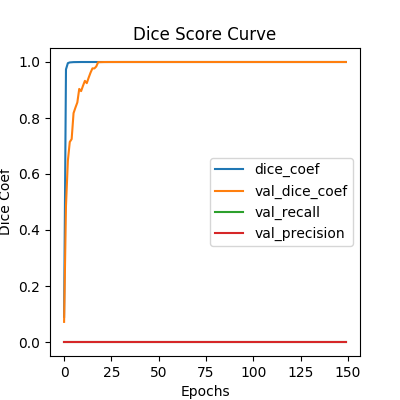 Dice Score Curve
1.0
0.8
0.6
0.4
0.2
0.0
Dice Coef
dice_coef
val_dice_coef
val_recall
val_precision
0 25 50 75 100 125 150
Epochs